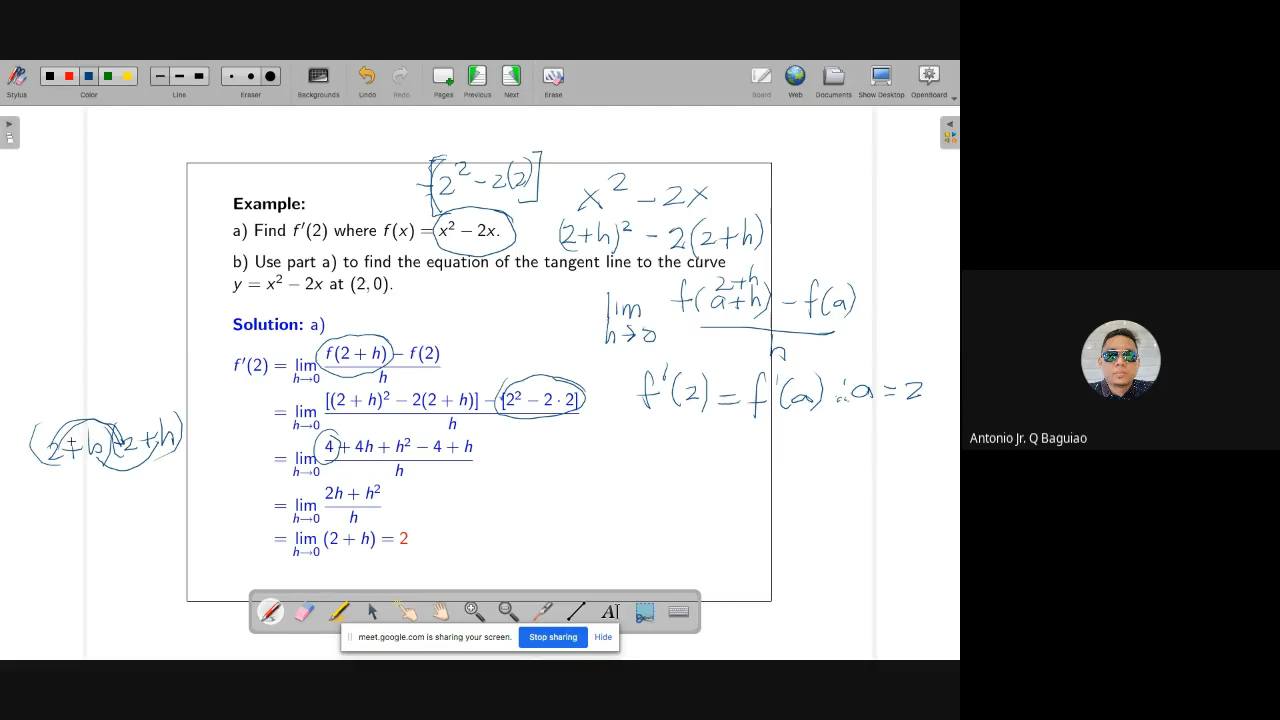 Stylus Color Line Eraser Backgrounds Undo Redo Pages Previous Next Erase Board Web Documents Show Desktop OpenBoard
-[2² - 2(2)]
x² - 2x
Example:
a) Find f′(2) where f(x) = x² − 2x.
(2+h)² - 2(2+h)
b) Use part a) to find the equation of the tangent line to the curve
y = x² − 2x at (2, 0).
2+h
lim h→0 f(a+h) - f(a) / h
Solution: a)
f′(2) = lim h→0 f(2 + h) − f(2) / h
f'(2) = f'(a) ∴ a = 2
= lim h→0 [(2 + h)² − 2(2 + h)] − [2² − 2 · 2] / h
(2+h)(2+h)
= lim h→0 4 + 4h + h² − 4 + h / h
= lim h→0 2h + h² / h
= lim h→0 (2 + h) = 2
Antonio Jr. Q Baguiao
meet.google.com is sharing your screen. Stop sharing Hide